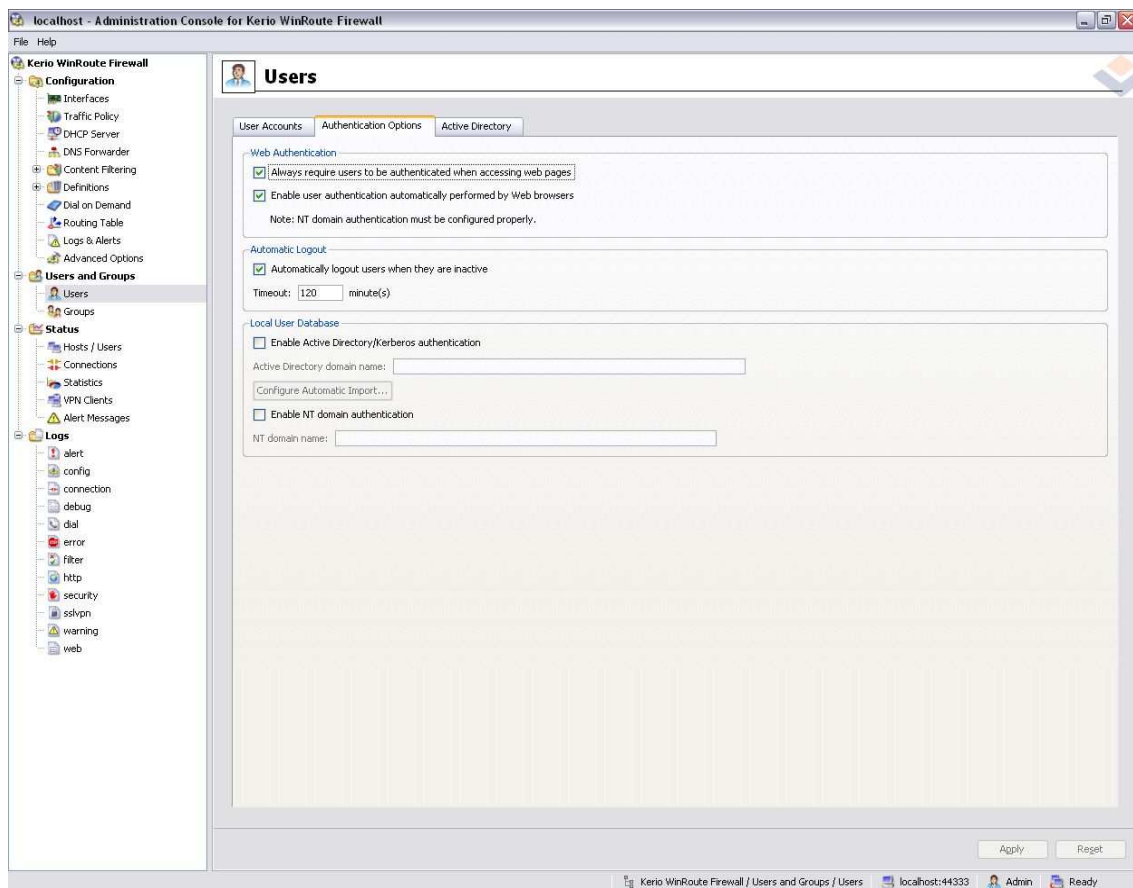 localhost - Administration Console for Kerio WinRoute Firewall
File Help
Kerio WinRoute Firewall
Configuration
Interfaces
Traffic Policy
DHCP Server
DNS Forwarder
Content Filtering
Definitions
Dial on Demand
Routing Table
Logs & Alerts
Advanced Options
Users and Groups
Users
Groups
Status
Hosts / Users
Connections
Statistics
VPN Clients
Alert Messages
Logs
alert
config
connection
debug
dial
error
filter
http
security
sslvpn
warning
web
Users
User Accounts Authentication Options Active Directory
Web Authentication
Always require users to be authenticated when accessing web pages
Enable user authentication automatically performed by Web browsers
Note: NT domain authentication must be configured properly.
Automatic Logout
Automatically logout users when they are inactive
Timeout: 120 minute(s)
Local User Database
Enable Active Directory/Kerberos authentication
Active Directory domain name:
Configure Automatic Import...
Enable NT domain authentication
NT domain name:
Apply Reset
Kerio WinRoute Firewall / Users and Groups / Users localhost:44333 Admin Ready